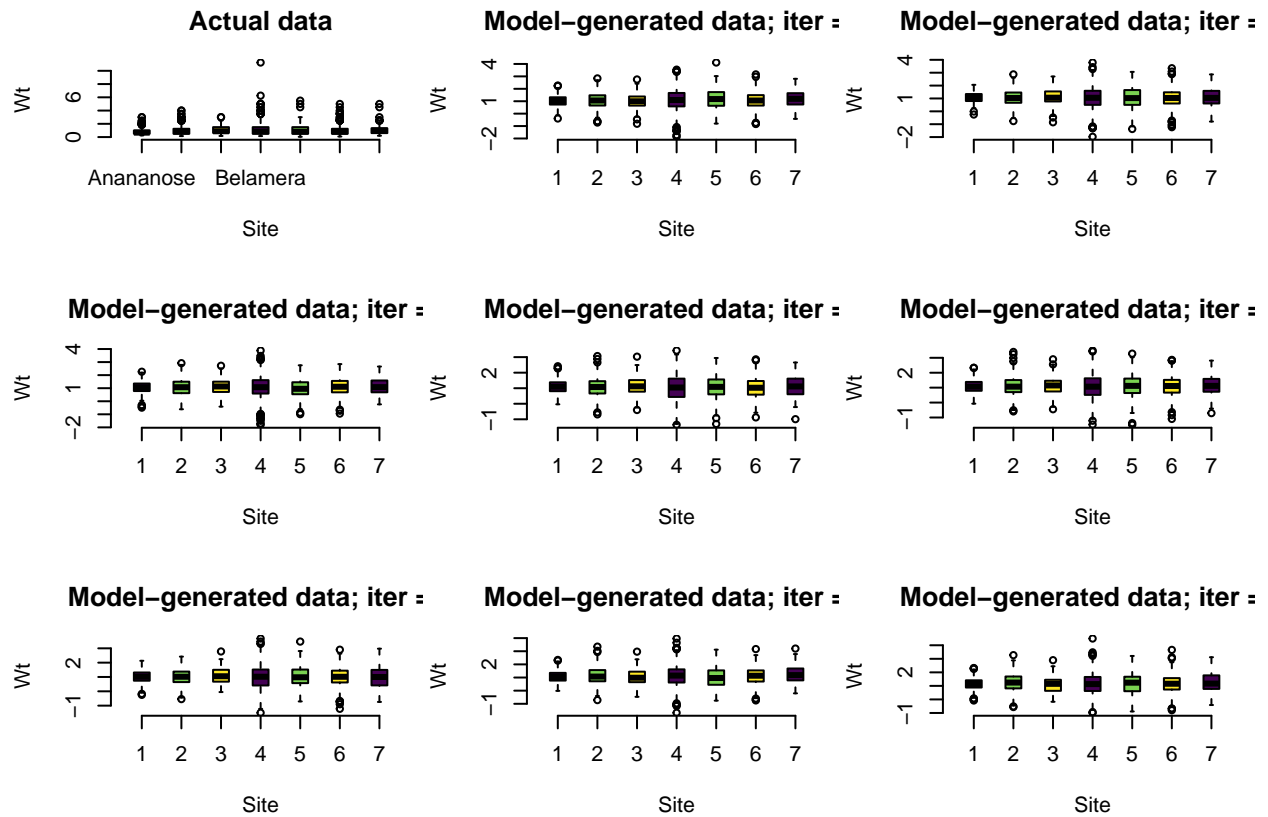 Actual data
Wt
6
0
Anananose Belamera
Site
Model−generated data; iter =
Wt
4
1
−2
1 2 3 4 5 6 7
Site
Model−generated data; iter =
Wt
4
1
−2
1 2 3 4 5 6 7
Site
Model−generated data; iter =
Wt
4
1
−2
1 2 3 4 5 6 7
Site
Model−generated data; iter =
Wt
2
−1
1 2 3 4 5 6 7
Site
Model−generated data; iter =
Wt
2
−1
1 2 3 4 5 6 7
Site
Model−generated data; iter =
Wt
2
−1
1 2 3 4 5 6 7
Site
Model−generated data; iter =
Wt
2
−1
1 2 3 4 5 6 7
Site
Model−generated data; iter =
Wt
2
−1
1 2 3 4 5 6 7
Site